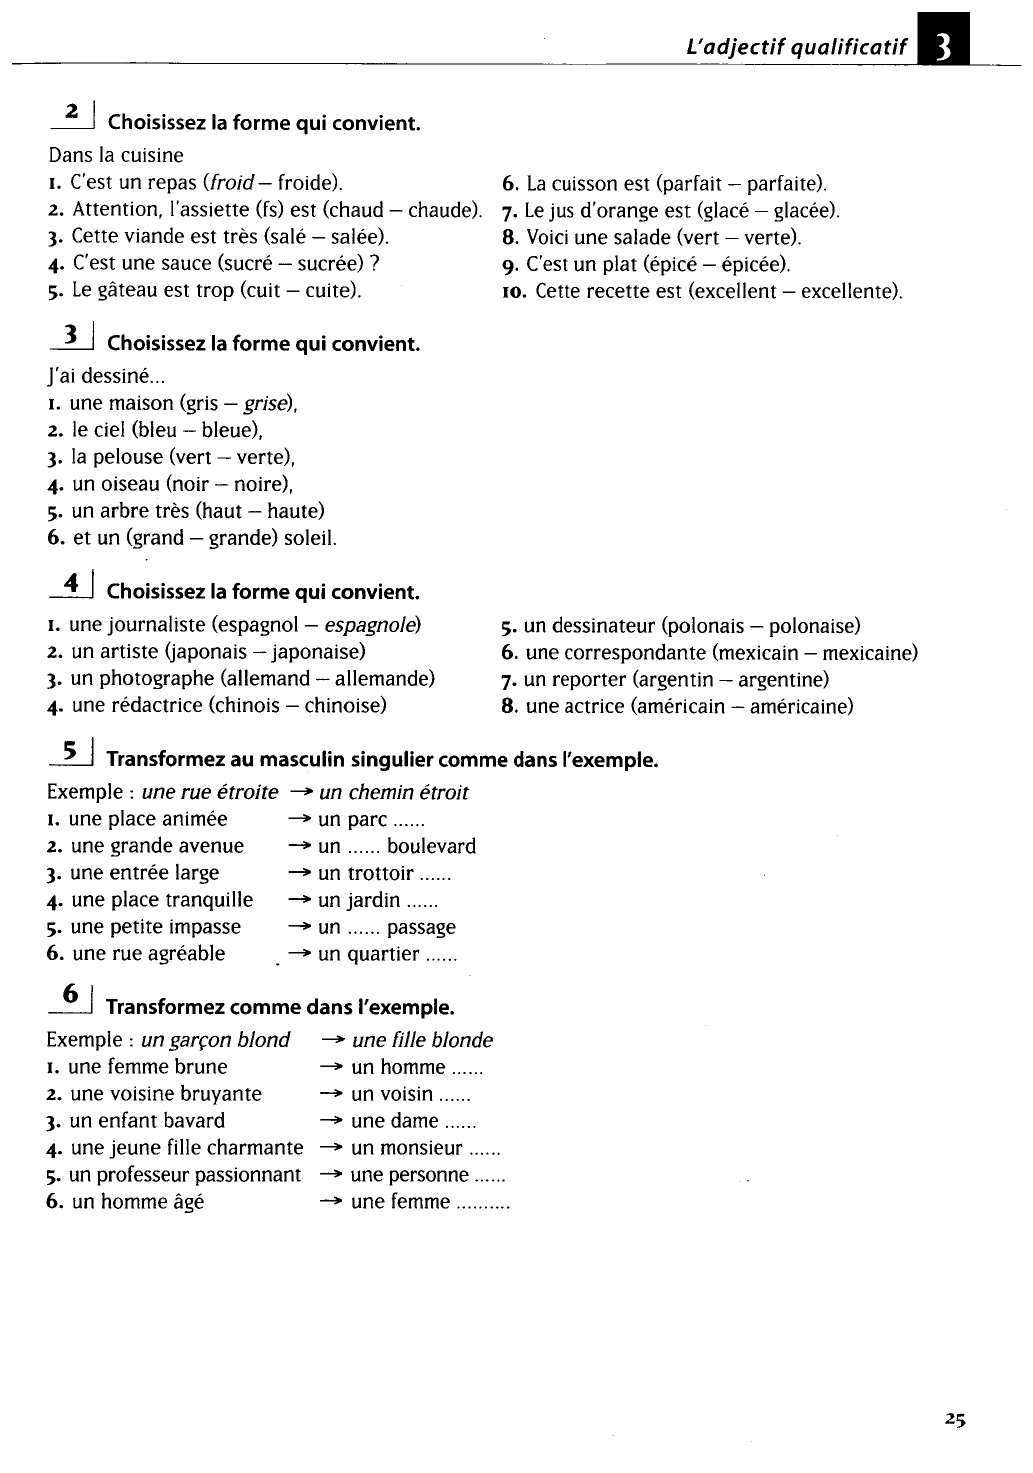 L'adjectif qualificatif 3
2 Choisissez la forme qui convient.
Dans la cuisine
1. C'est un repas (froid – froide).
2. Attention, l'assiette (fs) est (chaud – chaude).
3. Cette viande est très (salé – salée).
4. C'est une sauce (sucré – sucrée) ?
5. Le gâteau est trop (cuit – cuite).
6. La cuisson est (parfait – parfaite).
7. Le jus d'orange est (glacé – glacée).
8. Voici une salade (vert – verte).
9. C'est un plat (épicé – épicée).
10. Cette recette est (excellent – excellente).
3 Choisissez la forme qui convient.
J'ai dessiné...
1. une maison (gris – grise),
2. le ciel (bleu – bleue),
3. la pelouse (vert – verte),
4. un oiseau (noir – noire),
5. un arbre très (haut – haute)
6. et un (grand – grande) soleil.
4 Choisissez la forme qui convient.
1. une journaliste (espagnol – espagnole)
2. un artiste (japonais – japonaise)
3. un photographe (allemand – allemande)
4. une rédactrice (chinois – chinoise)
5. un dessinateur (polonais – polonaise)
6. une correspondante (mexicain – mexicaine)
7. un reporter (argentin – argentine)
8. une actrice (américain – américaine)
5 Transformez au masculin singulier comme dans l'exemple.
Exemple : une rue étroite → un chemin étroit
1. une place animée → un parc ......
2. une grande avenue → un ...... boulevard
3. une entrée large → un trottoir ......
4. une place tranquille → un jardin ......
5. une petite impasse → un ...... passage
6. une rue agréable → un quartier ......
6 Transformez comme dans l'exemple.
Exemple : un garçon blond → une fille blonde
1. une femme brune → un homme ......
2. une voisine bruyante → un voisin ......
3. un enfant bavard → une dame ......
4. une jeune fille charmante → un monsieur ......
5. un professeur passionnant → une personne ......
6. un homme âgé → une femme ..........
25